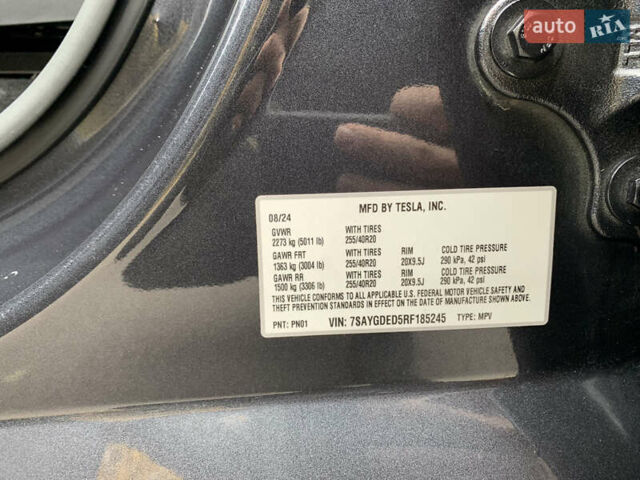 auto RIA .com
MFD BY TESLA, INC.
08/24
GVWR WITH TIRES
2273 kg (5011 lb) 255/40R20
GAWR FRT WITH TIRES RIM COLD TIRE PRESSURE
1363 kg (3004 lb) 255/40R20 20X9.5J 290 kPa, 42 psi
GAWR RR WITH TIRES RIM COLD TIRE PRESSURE
1500 kg (3306 lb) 255/40R20 20X9.5J 290 kPa, 42 psi
THIS VEHICLE CONFORMS TO ALL APPLICABLE U.S. FEDERAL MOTOR VEHICLE SAFETY AND
THEFT PREVENTION STANDARDS IN EFFECT ON THE DATE OF MANUFACTURE SHOWN ABOVE.
PNT: PN01 VIN: 7SAYGDED5RF185245 TYPE: MPV